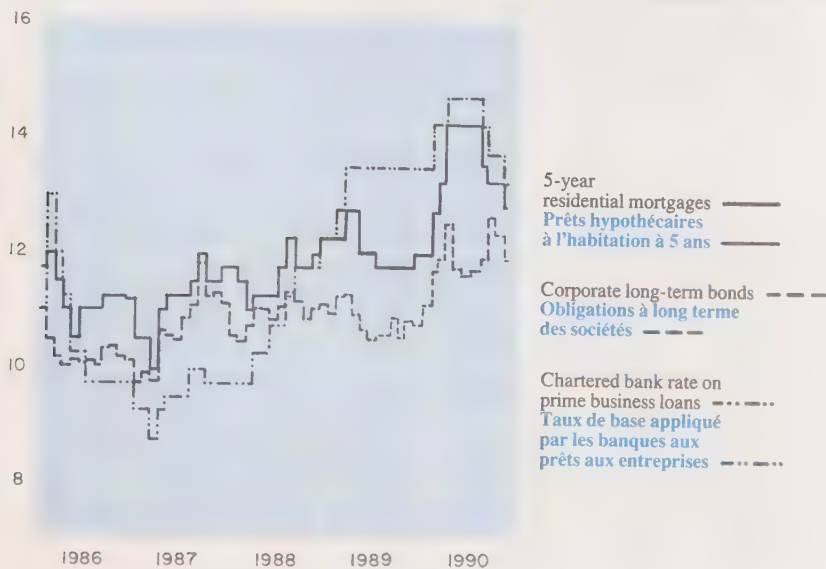 16
14
12
10
8
1986 1987 1988 1989 1990
5-year
residential mortgages
Prêts hypothécaires
à l'habitation à 5 ans
Corporate long-term bonds
Obligations à long terme
des sociétés
Chartered bank rate on
prime business loans
Taux de base appliqué
par les banques aux
prêts aux entreprises